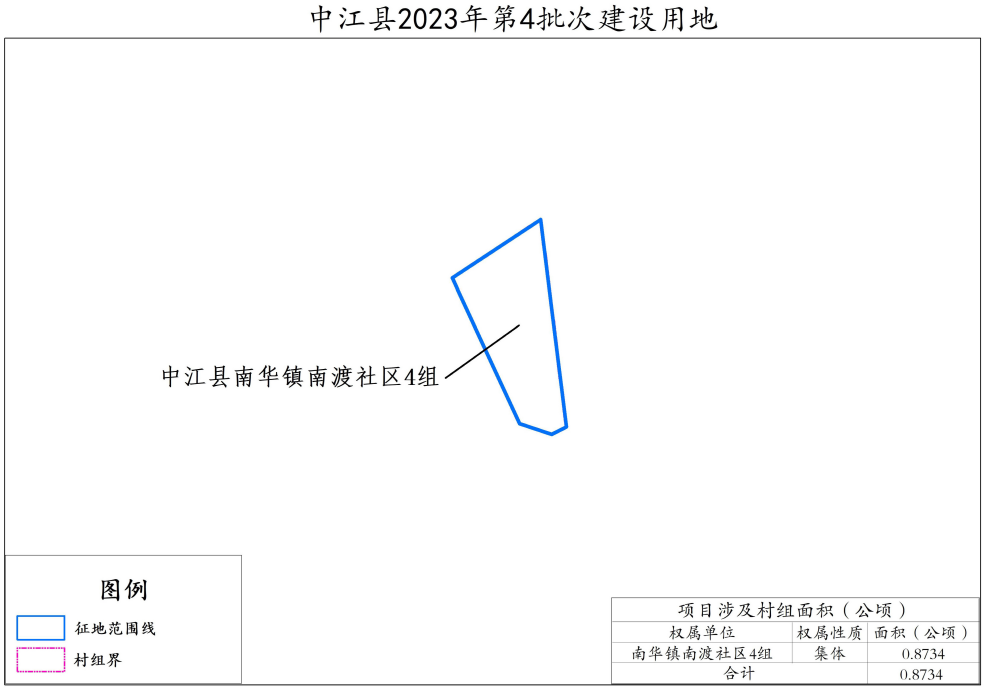 中江县2023年第4批次建设用地
中江县南华镇南渡社区4组
图例
征地范围线
村组界
项目涉及村组面积（公顷）
权属单位 权属性质 面积（公顷）
南华镇南渡社区4组 集体 0.8734
合计 0.8734